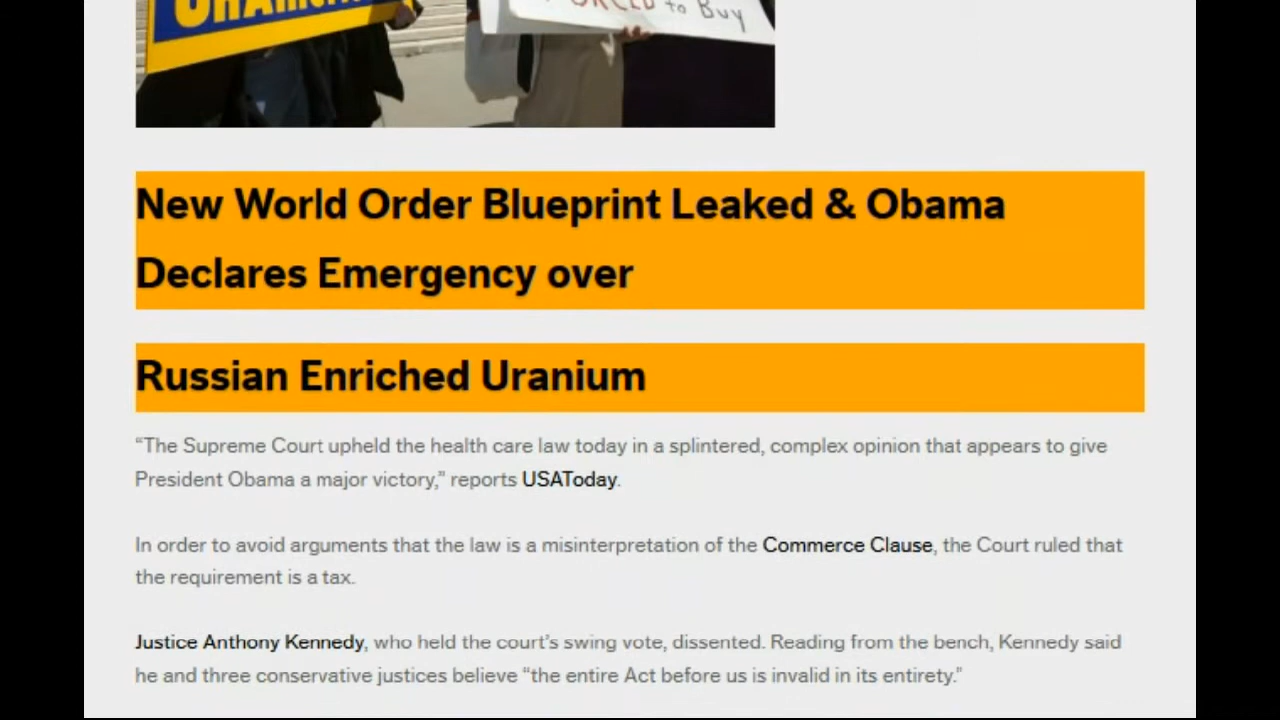 to Buy
New World Order Blueprint Leaked & Obama
Declares Emergency over
Russian Enriched Uranium
“The Supreme Court upheld the health care law today in a splintered, complex opinion that appears to give
President Obama a major victory,” reports USAToday.
In order to avoid arguments that the law is a misinterpretation of the Commerce Clause, the Court ruled that
the requirement is a tax.
Justice Anthony Kennedy, who held the court’s swing vote, dissented. Reading from the bench, Kennedy said
he and three conservative justices believe “the entire Act before us is invalid in its entirety.”